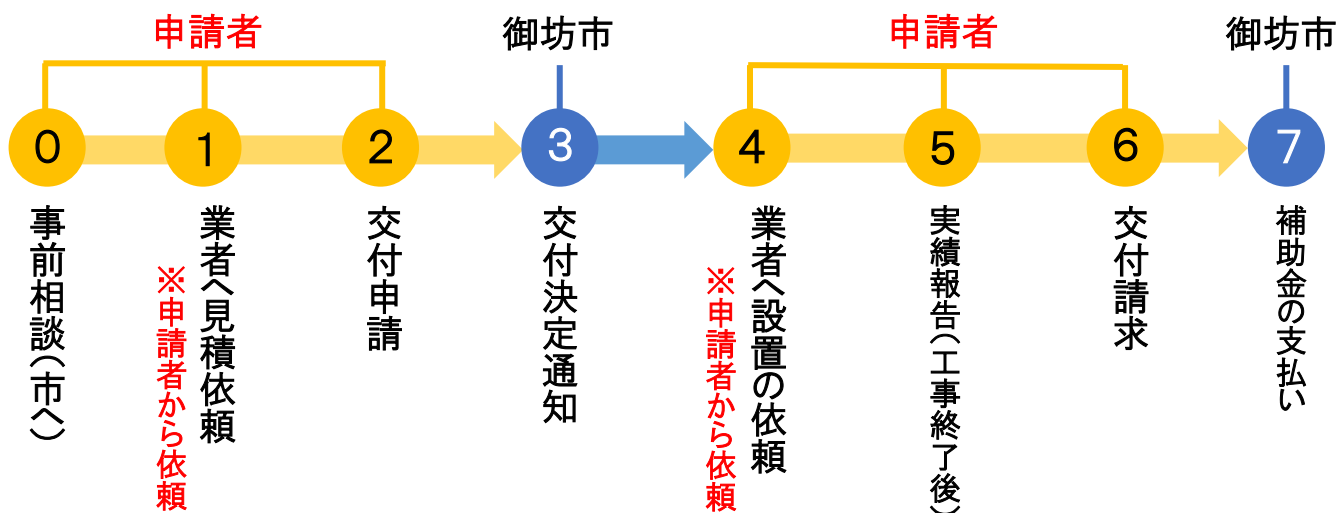 申請者
御坊市
申請者
御坊市
0
1
2
3
4
5
6
7
事前相談(市へ)
業者へ見積依頼
※申請者から依頼
交付申請
交付決定通知
業者へ設置の依頼
※申請者から依頼
実績報告(工事終了後)
交付請求
補助金の支払い